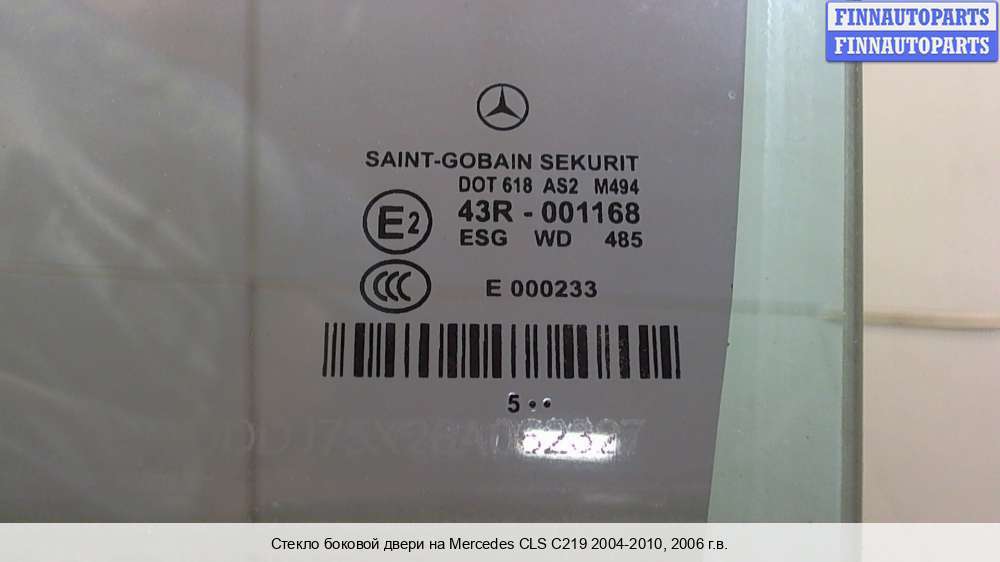 FINNAUTOPARTS
FINNAUTOPARTS
SAINT-GOBAIN SEKURIT
DOT 618 AS2 M494
E2 43R - 001168
ESG WD 485
CCC E 000233
5 ••
Стекло боковой двери на Mercedes CLS C219 2004-2010, 2006 г.в.